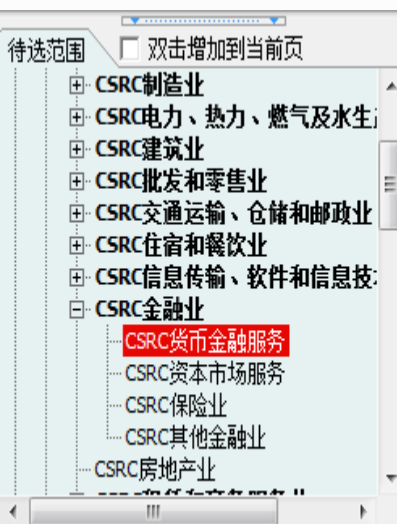 待选范围
双击增加到当前页
CSRC制造业
CSRC电力、热力、燃气及水生
CSRC建筑业
CSRC批发和零售业
CSRC交通运输、仓储和邮政业
CSRC住宿和餐饮业
CSRC信息传输、软件和信息技
CSRC金融业
CSRC货币金融服务
CSRC资本市场服务
CSRC保险业
CSRC其他金融业
CSRC房地产业